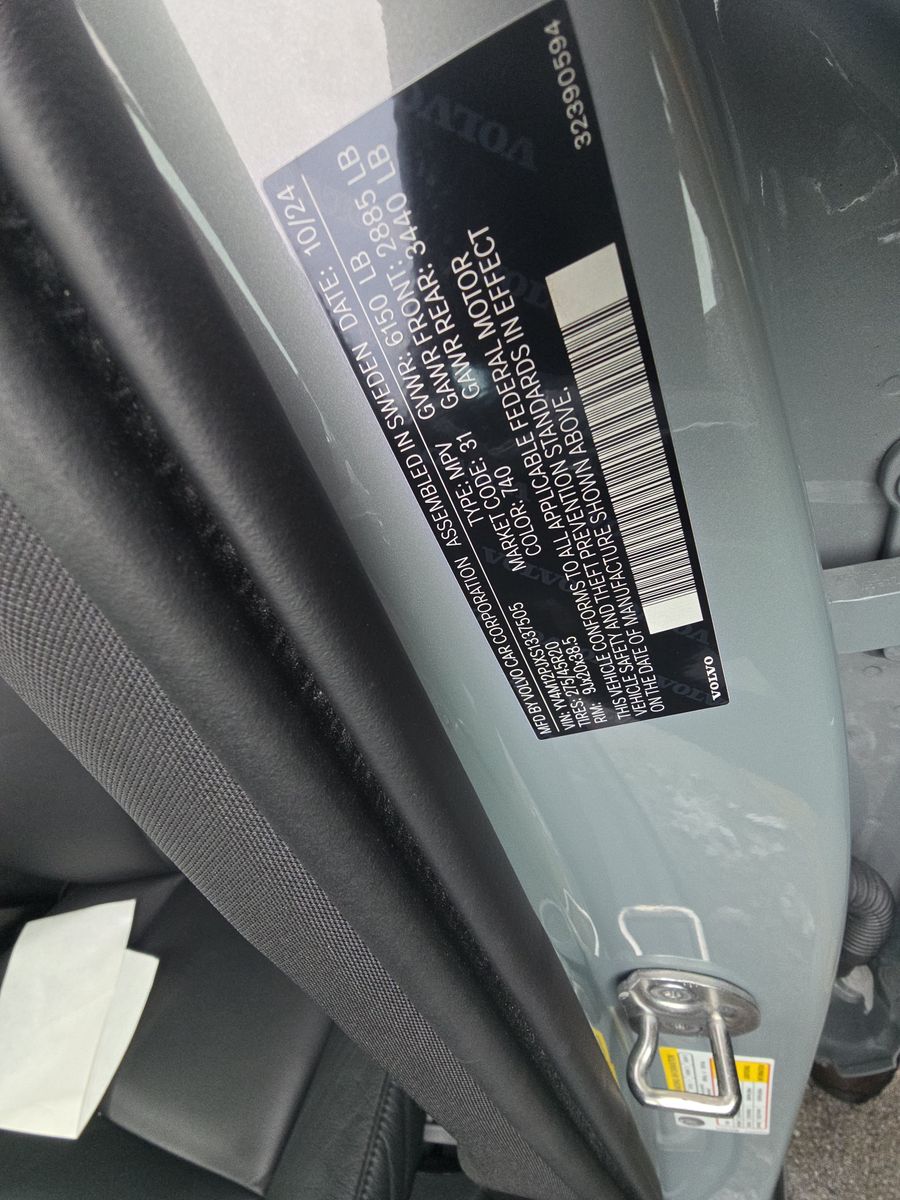 MFD BY VOLVO CAR CORPORATION ASSEMBLED IN SWEDEN DATE: 10/24
VIN: YV4M12PJXS1337505 TYPE: MPV GVWR: 6150 LB
TIRES: 275/45R20 MARKET CODE: 31 GAWR FRONT: 2885 LB
RIM: 9Jx20x38.5 COLOR: 740 GAWR REAR: 3440 LB
THIS VEHICLE CONFORMS TO ALL APPLICABLE FEDERAL MOTOR
VEHICLE SAFETY AND THEFT PREVENTION STANDARDS IN EFFECT
ON THE DATE OF MANUFACTURE SHOWN ABOVE.
VOLVO
32390594